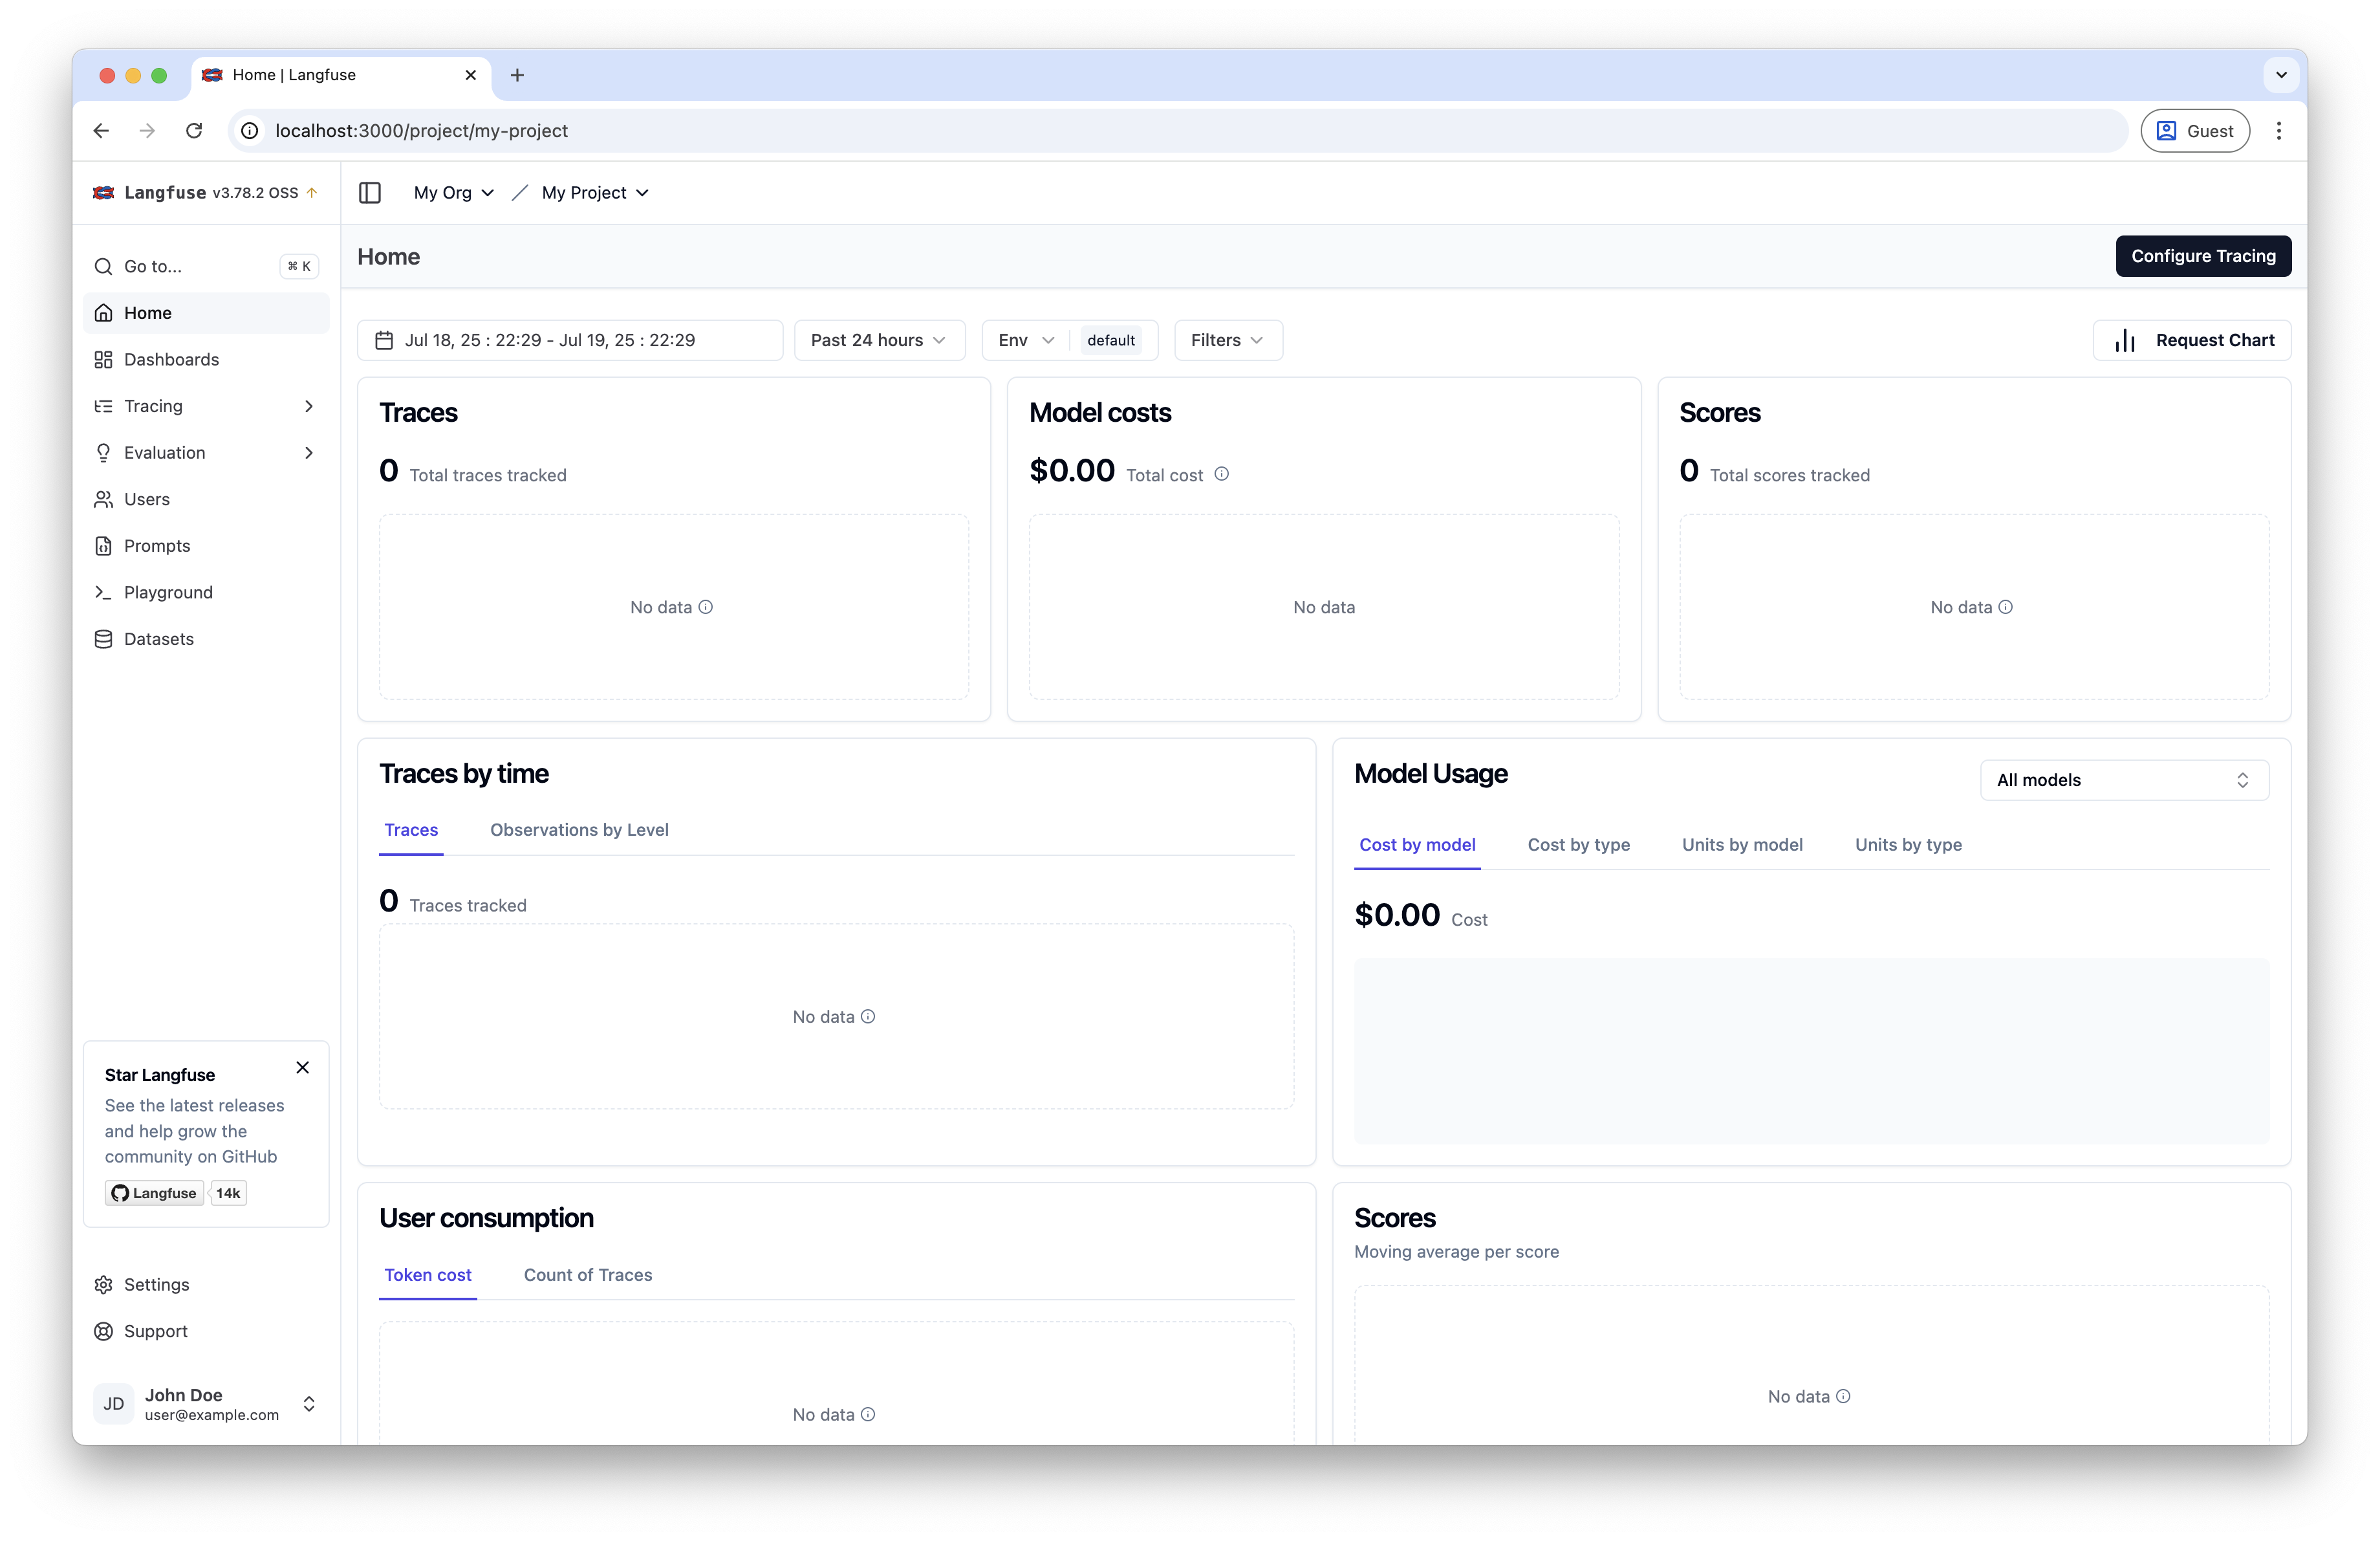 Home | Langfuse
localhost:3000/project/my-project
Guest
Langfuse v3.78.2 OSS
My Org
My Project
Go to...
⌘ K
Home
Dashboards
Tracing
Evaluation
Users
Prompts
Playground
Datasets
Star Langfuse
See the latest releases
and help grow the
community on GitHub
Langfuse
14k
Settings
Support
JD
John Doe
user@example.com
Home
Configure Tracing
Jul 18, 25 : 22:29 - Jul 19, 25 : 22:29
Past 24 hours
Env
default
Filters
Request Chart
Traces
0 Total traces tracked
No data
Model costs
$0.00 Total cost
No data
Scores
0 Total scores tracked
No data
Traces by time
Traces
Observations by Level
0 Traces tracked
No data
Model Usage
All models
Cost by model
Cost by type
Units by model
Units by type
$0.00 Cost
User consumption
Token cost
Count of Traces
No data
Scores
Moving average per score
No data